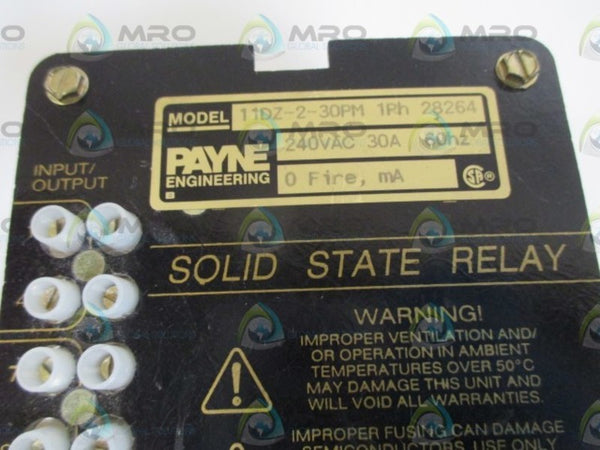 MRO
MODEL 11DZ-2-30PM 1Ph 28264
PAYNE 240VAC 30A 60hz
ENGINEERING 0 Fire, mA
B
SA ®
INPUT/
OUTPUT
SOLID STATE RELAY
WARNING!
IMPROPER VENTILATION AND/
OR OPERATION IN AMBIENT
TEMPERATURES OVER 50°C
MAY DAMAGE THIS UNIT AND
WILL VOID ALL WARRANTIES.
IMPROPER FUSING CAN DAMAGE
SEMICONDUCTORS. USE ONLY